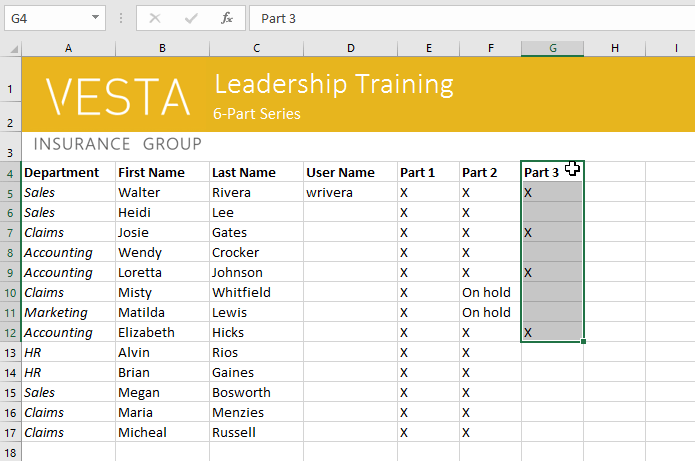 G4 fx Part 3
A B C D E F G H I
1 VESTA Leadership Training
2 6-Part Series
3 INSURANCE GROUP
4 Department First Name Last Name User Name Part 1 Part 2 Part 3
5 Sales Walter Rivera wrivera X X X
6 Sales Heidi Lee X X
7 Claims Josie Gates X X X
8 Accounting Wendy Crocker X X
9 Accounting Loretta Johnson X X X
10 Claims Misty Whitfield X On hold
11 Marketing Matilda Lewis X On hold
12 Accounting Elizabeth Hicks X X X
13 HR Alvin Rios X X
14 HR Brian Gaines X X
15 Sales Megan Bosworth X X
16 Claims Maria Menzies X X
17 Claims Micheal Russell X X
18